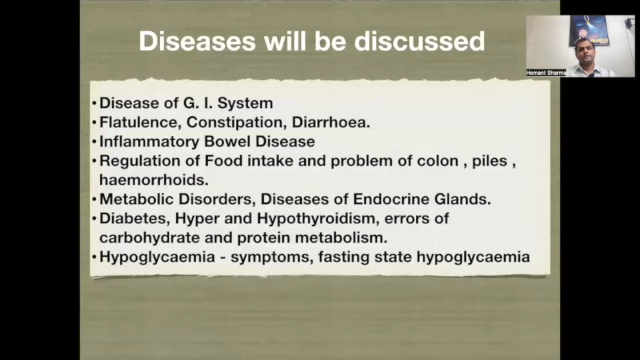 Diseases will be discussed
Hemant Sharma
• Disease of G. I. System
• Flatulence, Constipation, Diarrhoea.
• Inflammatory Bowel Disease
• Regulation of Food intake and problem of colon , piles ,
haemorrhoids.
• Metabolic Disorders, Diseases of Endocrine Glands.
• Diabetes, Hyper and Hypothyroidism, errors of
carbohydrate and protein metabolism.
• Hypoglycaemia - symptoms, fasting state hypoglycaemia